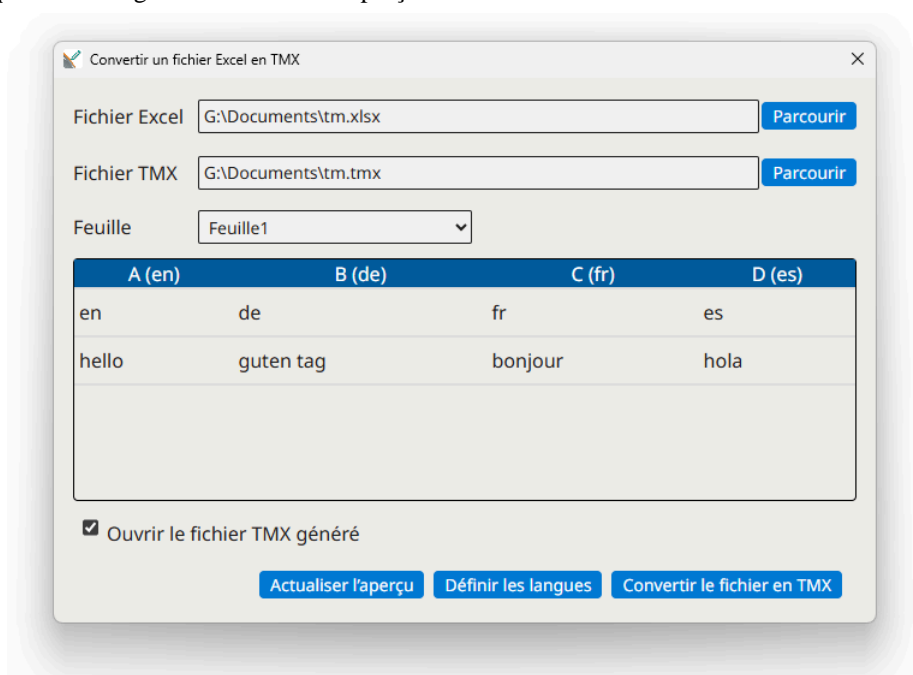 Convertir un fichier Excel en TMX
Fichier Excel G:\Documents\tm.xlsx Parcourir
Fichier TMX G:\Documents\tm.tmx Parcourir
Feuille Feuille1
A (en) B (de) C (fr) D (es)
en de fr es
hello guten tag bonjour hola
Ouvrir le fichier TMX généré
Actualiser l’aperçu Définir les langues Convertir le fichier en TMX